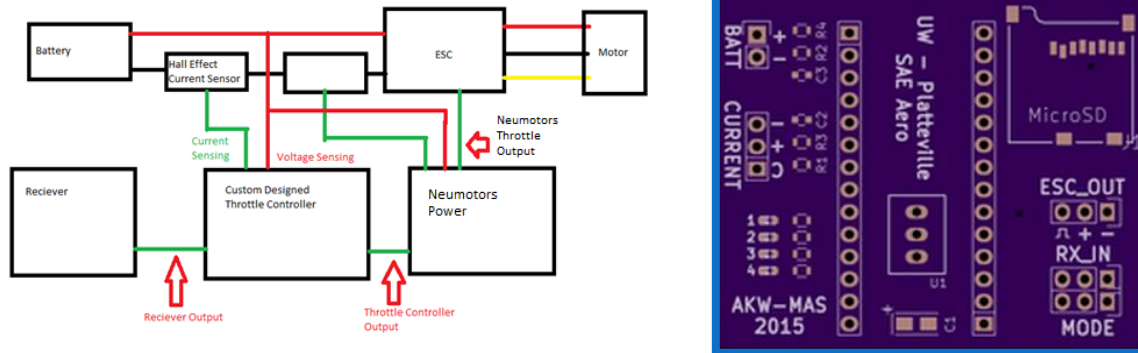 Battery
Hall Effect
Current Sensor
ESC
Motor
Current
Sensing
Voltage Sensing
Neumotors
Throttle
Output
Reciever
Custom Designed
Throttle Controller
Neumotors
Power
Reciever Output
Throttle Controller
Output
BATT
+
-
R4
R2
C3
CURRENT
-
+
C
C2
R3
R1
1
2
3
4
AKW-MAS
2015
UW - Platteville
SAE Aero
U1
+
C1
MicroSD
J1
ESC_OUT
⎍ + -
RX_IN
MODE